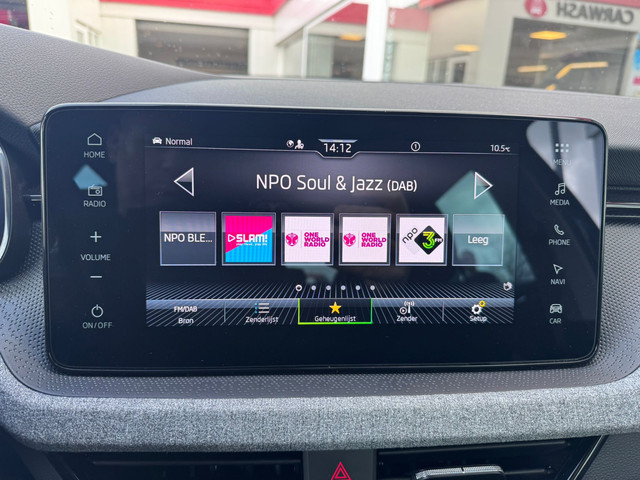 CARWASH
HOME
RADIO
VOLUME
ON/OFF
Normal
14:12
1
10.5°C
NPO Soul & Jazz (DAB)
NPO BLE...
SLAM!
ONE WORLD RADIO
ONE WORLD RADIO
npo 3FM
Leeg
FM/DAB
Bron
Zenderlijst
Geheugenlijst
Zender
Setup
MENU
MEDIA
PHONE
NAVI
CAR